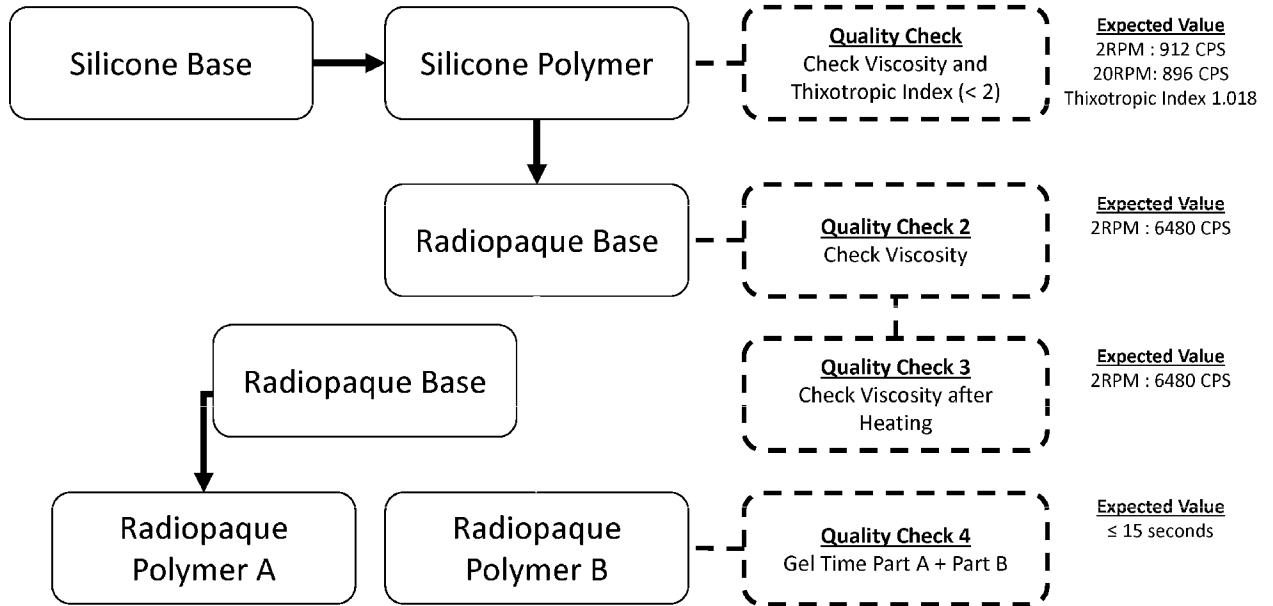 Silicone Base
Silicone Polymer
Quality Check
Check Viscosity and
Thixotropic Index (< 2)
Expected Value
2RPM : 912 CPS
20RPM: 896 CPS
Thixotropic Index 1.018
Radiopaque Base
Quality Check 2
Check Viscosity
Expected Value
2RPM : 6480 CPS
Radiopaque Base
Quality Check 3
Check Viscosity after
Heating
Expected Value
2RPM : 6480 CPS
Radiopaque
Polymer A
Radiopaque
Polymer B
Quality Check 4
Gel Time Part A + Part B
Expected Value
≤ 15 seconds